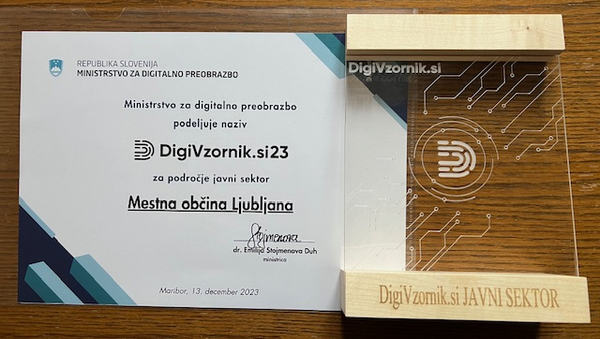 REPUBLIKA SLOVENIJA
MINISTRSTVO ZA DIGITALNO PREOBRAZBO
Ministrstvo za digitalno preobrazbo
podeljuje naziv
DigiVzornik.si23
za področje javni sektor
Mestna občina Ljubljana
Stojmenova
dr. Emilija Stojmenova Duh
ministrica
Maribor, 13. december 2023
DigiVzornik.si
DigiVzornik.si JAVNI SEKTOR